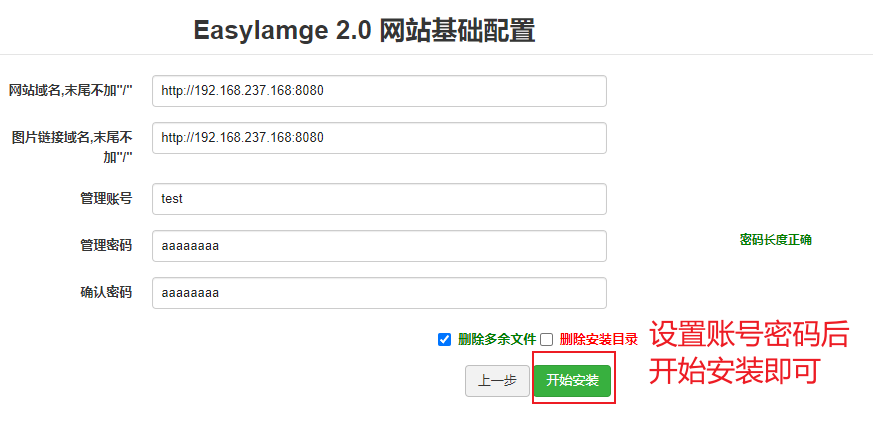 EasyIamge 2.0 网站基础配置
网站域名,末尾不加"/"
http://192.168.237.168:8080
图片链接域名,末尾不
加"/"
http://192.168.237.168:8080
管理账号
test
管理密码
aaaaaaaa
密码长度正确
确认密码
aaaaaaaa
删除多余文件 删除安装目录
设置账号密码后
开始安装即可
上一步 开始安装